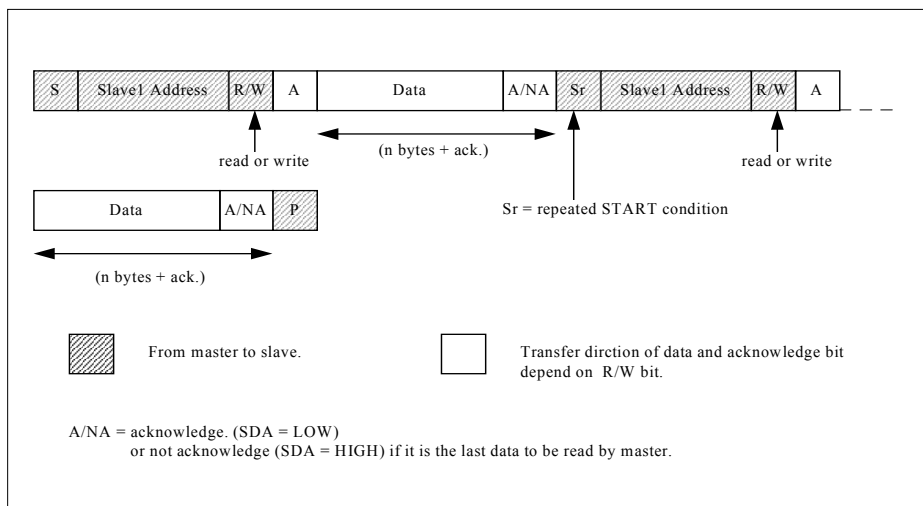 S Slave1 Address R/W A Data A/NA Sr Slave1 Address R/W A
read or write
(n bytes + ack.)
read or write
Sr = repeated START condition
Data A/NA P
(n bytes + ack.)
From master to slave.
Transfer dirction of data and acknowledge bit
depend on R/W bit.
A/NA = acknowledge. (SDA = LOW)
or not acknowledge (SDA = HIGH) if it is the last data to be read by master.